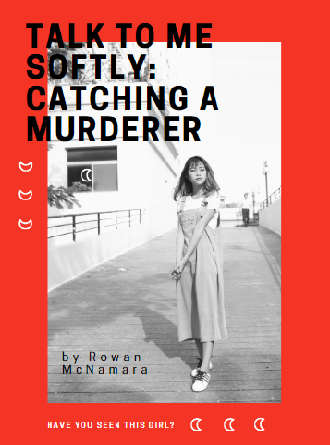 TALK TO ME
SOFTLY:
CATCHING A
MURDERER
by Rowan
McNamara
HAVE YOU SEEN THIS GIRL?